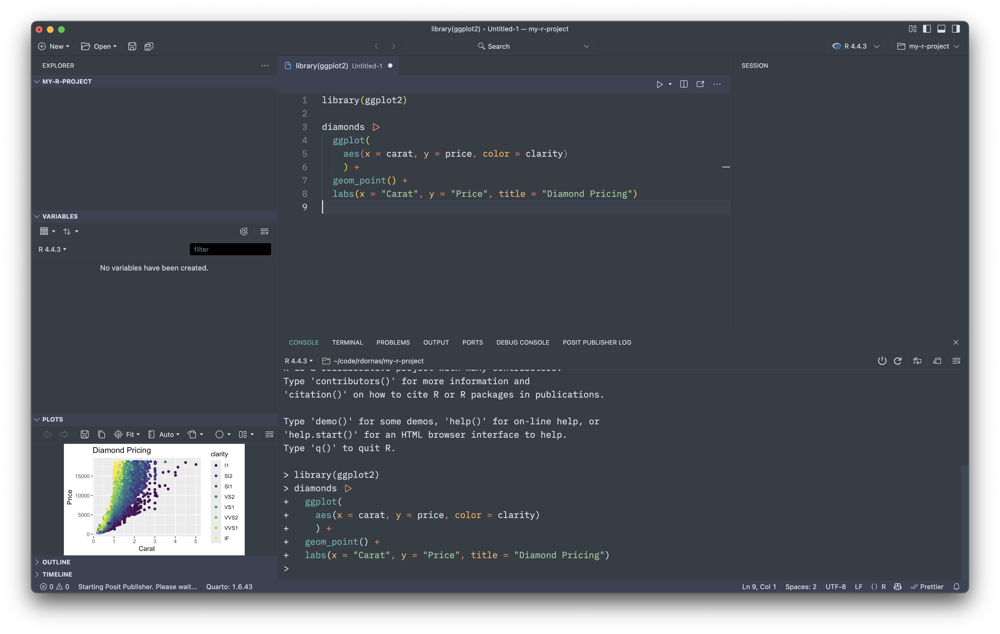 library(ggplot2) • Untitled-1 — my-r-project
New
Open
Search
R 4.4.3
my-r-project
EXPLORER
MY-R-PROJECT
VARIABLES
R 4.4.3
filter
No variables have been created.
PLOTS
Fit
Auto
Diamond Pricing
clarity
I1
SI2
SI1
VS2
VS1
VVS2
VVS1
IF
Price
15000
10000
5000
0
0 1 2 3 4 5
Carat
OUTLINE
TIMELINE
library(ggplot2) Untitled-1
1 library(ggplot2)
2
3 diamonds ▷
4 ggplot(
5 aes(x = carat, y = price, color = clarity)
6 ) +
7 geom_point() +
8 labs(x = "Carat", y = "Price", title = "Diamond Pricing")
9
SESSION
CONSOLE TERMINAL PROBLEMS OUTPUT PORTS DEBUG CONSOLE POSIT PUBLISHER LOG
R 4.4.3 ~/code/rdornas/my-r-project
R is a collaborative project with many contributors.
Type 'contributors()' for more information and
'citation()' on how to cite R or R packages in publications.
Type 'demo()' for some demos, 'help()' for on-line help, or
'help.start()' for an HTML browser interface to help.
Type 'q()' to quit R.
> library(ggplot2)
> diamonds ▷
+ ggplot(
+ aes(x = carat, y = price, color = clarity)
+ ) +
+ geom_point() +
+ labs(x = "Carat", y = "Price", title = "Diamond Pricing")
>
0 0 Starting Posit Publisher. Please wait... Quarto: 1.6.43
Ln 9, Col 1 Spaces: 2 UTF-8 LF {} R Prettier